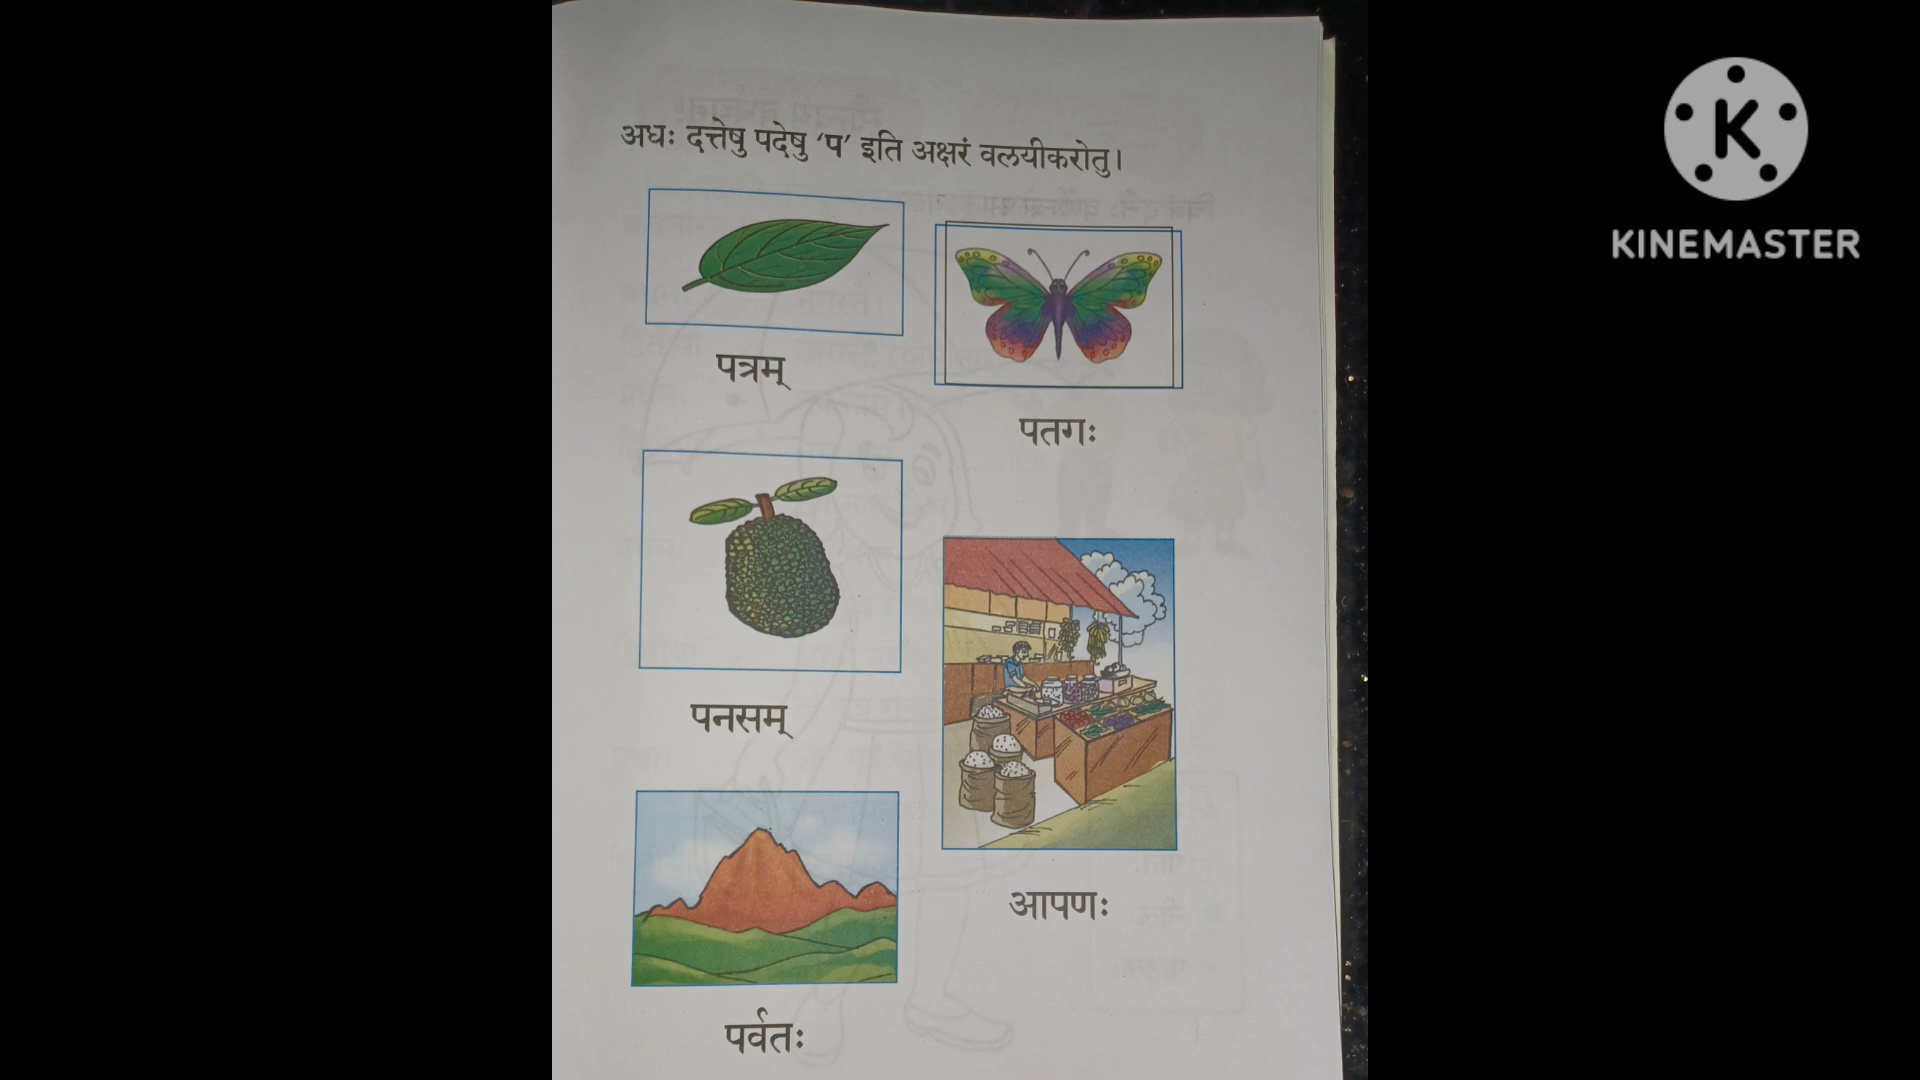 अधः दत्तेषु पदेषु ‘प’ इति अक्षरं वलयीकरोतु।
पत्रम्
पतगः
पनसम्
आपणः
पर्वतः
K
KINEMASTER